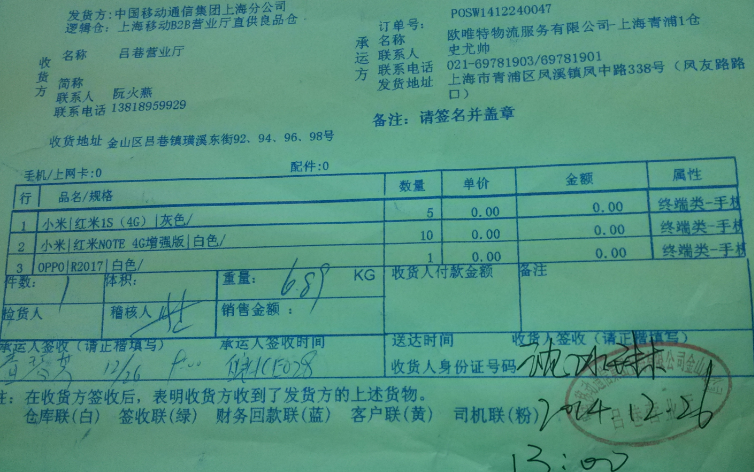 发货方:中国移动通信集团上海分公司
逻辑仓:上海移动B2B营业厅直供良品仓
收货方
名称 吕巷营业厅
简称
联系人 阮火燕
联系电话 13818959929
收货地址 金山区吕巷镇璜溪东街92、94、96、98号
订单号: POSW1412240047
承运方
名称 欧唯特物流服务有限公司-上海青浦1仓
联系人 史尤帅
联系电话 021-69781903/69781901
发货地址 上海市青浦区凤溪镇凤中路338号(凤友路路口)
备注:请签名并盖章
手机/上网卡:0 配件:0
行 品名/规格 数量 单价 金额 属性
1 小米|红米1S(4G)|灰色/ 5 0.00 0.00 终端类-手机
2 小米|红米NOTE 4G增强版|白色/ 10 0.00 0.00 终端类-手机
3 OPPO|R2017|白色/ 1 0.00 0.00 终端类-手机
件数: 1 体积: 重量: 6.89 KG 收货人付款金额 备注
检货人 稽核人 销售金额:
承运人签收(请正楷填写) 承运人签收时间 送达时间 收货人签收(请正楷填写)
12/26 收货人身份证号码
注:在收货方签收后,表明收货方收到了发货方的上述货物。
仓库联(白) 签收联(绿) 财务回款联(蓝) 客户联(黄) 司机联(粉)
2014.12.26
13:00